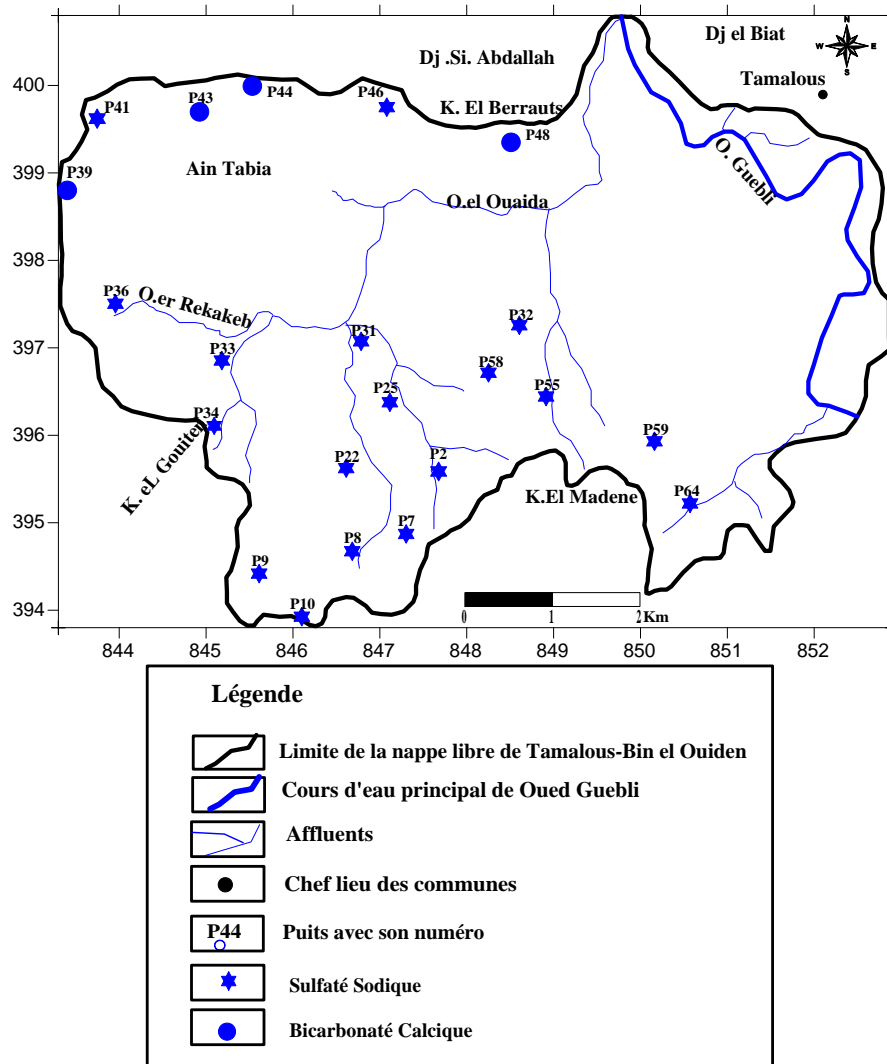 N
W E
S
Dj el Biat
Dj .Si. Abdallah
Tamalous
400
P44
P43
P46
P41
K. El Berrauts
P48
O. Guebli
399
P39
Ain Tabia
O.el Ouaida
398
P36
O.er Rekakeb
P32
397
P31
P33
P58
P25
P55
396
P34
K. eL Gouiter
P59
P22
P2
K.El Madene
P64
395
P7
P8
P9
394
P10
0 1 2 Km
844 845 846 847 848 849 850 851 852
Légende
Limite de la nappe libre de Tamalous-Bin el Ouiden
Cours d'eau principal de Oued Guebli
Affluents
Chef lieu des communes
P44
Puits avec son numéro
Sulfaté Sodique
Bicarbonaté Calcique